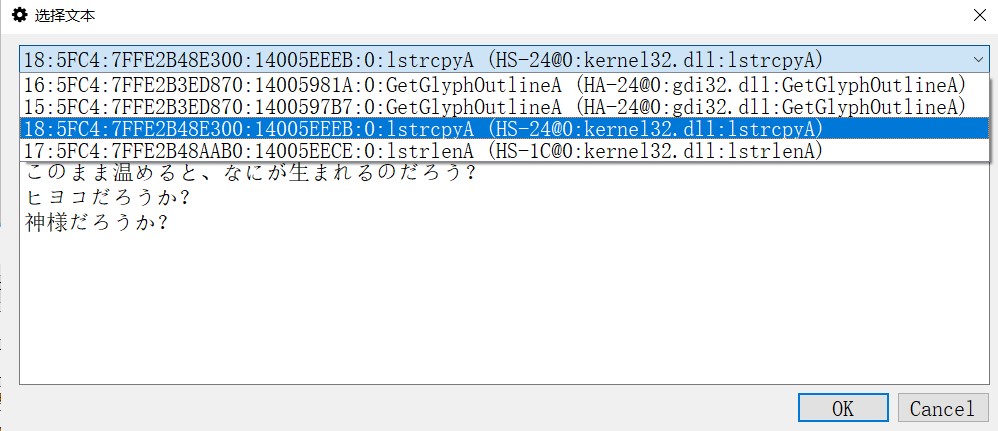 选择文本
18:5FC4:7FFE2B48E300:14005EEEB:0:lstrcpyA (HS-24@0:kernel32.dll:lstrcpyA)
16:5FC4:7FFE2B3ED870:14005981A:0:GetGlyphOutlineA (HA-24@0:gdi32.dll:GetGlyphOutlineA)
15:5FC4:7FFE2B3ED870:1400597B7:0:GetGlyphOutlineA (HA-24@0:gdi32.dll:GetGlyphOutlineA)
18:5FC4:7FFE2B48E300:14005EEEB:0:lstrcpyA (HS-24@0:kernel32.dll:lstrcpyA)
17:5FC4:7FFE2B48AAB0:14005EECE:0:lstrlenA (HS-1C@0:kernel32.dll:lstrlenA)
このまま温めると、なにが生まれるのだろう?
ヒヨコだろうか?
神様だろうか?
OK
Cancel